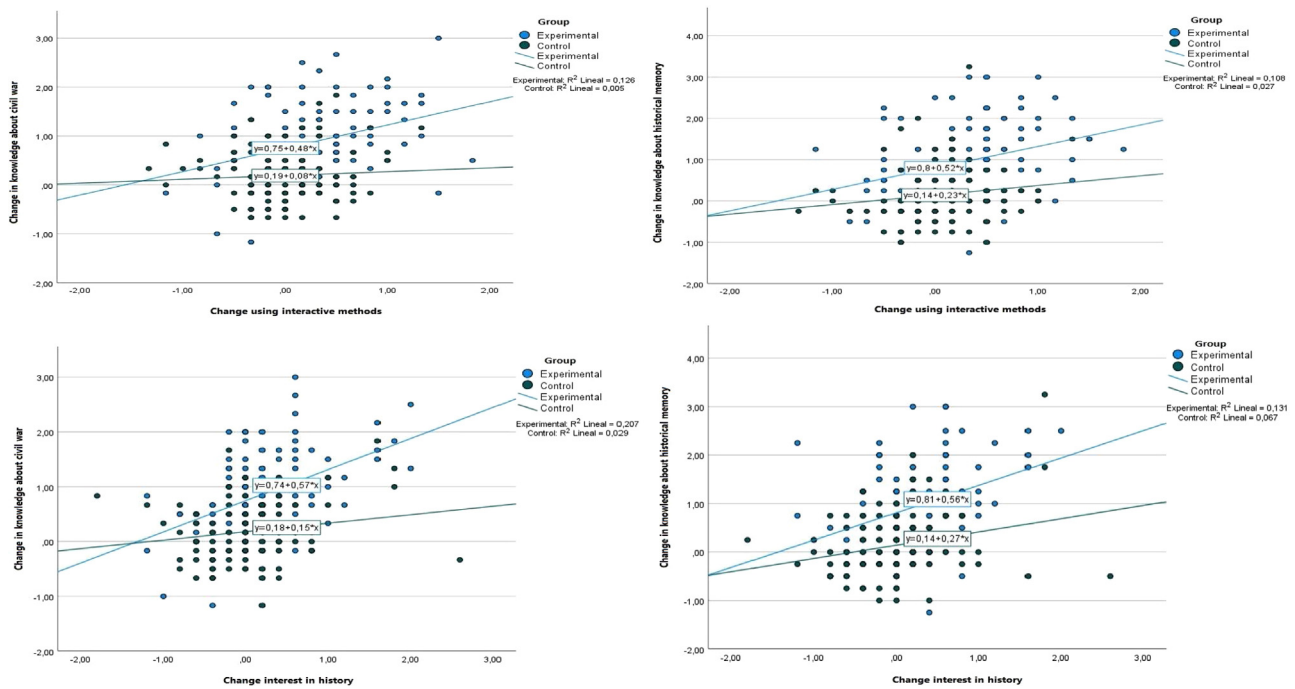 Group
Experimental
Control
Experimental
Control
Experimental: R2 Lineal = 0,126
Control: R2 Lineal = 0,005
Change in knowledge about civil war
3,00
2,00
1,00
,00
-1,00
-2,00
y=0,75+0,48*x
y=0,19+0,08*x
-2,00 -1,00 ,00 1,00 2,00
Change using interactive methods
Group
Experimental
Control
Experimental
Control
Experimental: R2 Lineal = 0,108
Control: R2 Lineal = 0,027
Change in knowledge about historical memory
4,00
3,00
2,00
1,00
,00
-1,00
-2,00
y=0,8+0,52*x
y=0,14+0,23*x
-2,00 -1,00 ,00 1,00 2,00
Change using interactive methods
Group
Experimental
Control
Experimental
Control
Experimental: R2 Lineal = 0,207
Control: R2 Lineal = 0,029
Change in knowledge about civil war
3,00
2,00
1,00
,00
-1,00
-2,00
y=0,74+0,57*x
y=0,18+0,15*x
-2,00 -1,00 ,00 1,00 2,00 3,00
Change interest in history
Group
Experimental
Control
Experimental
Control
Experimental: R2 Lineal = 0,131
Control: R2 Lineal = 0,067
Change in knowledge about historical memory
4,00
3,00
2,00
1,00
,00
-1,00
-2,00
y=0,81+0,56*x
y=0,14+0,27*x
-2,00 -1,00 ,00 1,00 2,00 3,00
Change interest in history